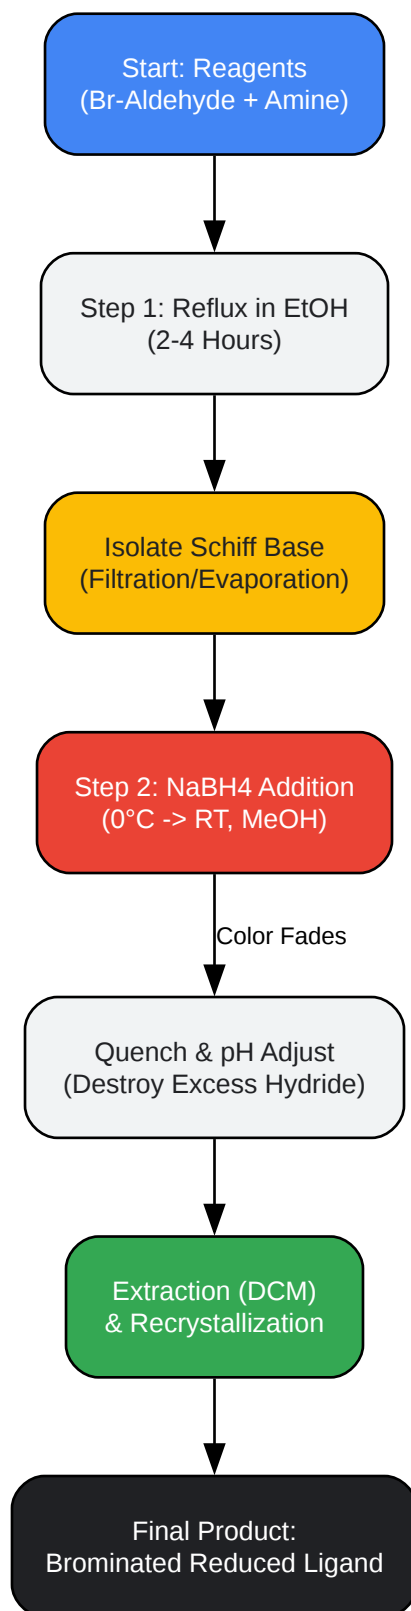 Start: Reagents
(Br-Aldehyde + Amine)
Step 1: Reflux in EtOH
(2-4 Hours)
Isolate Schiff Base
(Filtration/Evaporation)
Step 2: NaBH4 Addition
(0°C -> RT, MeOH)
Color Fades
Quench & pH Adjust
(Destroy Excess Hydride)
Extraction (DCM)
& Recrystallization
Final Product:
Brominated Reduced Ligand